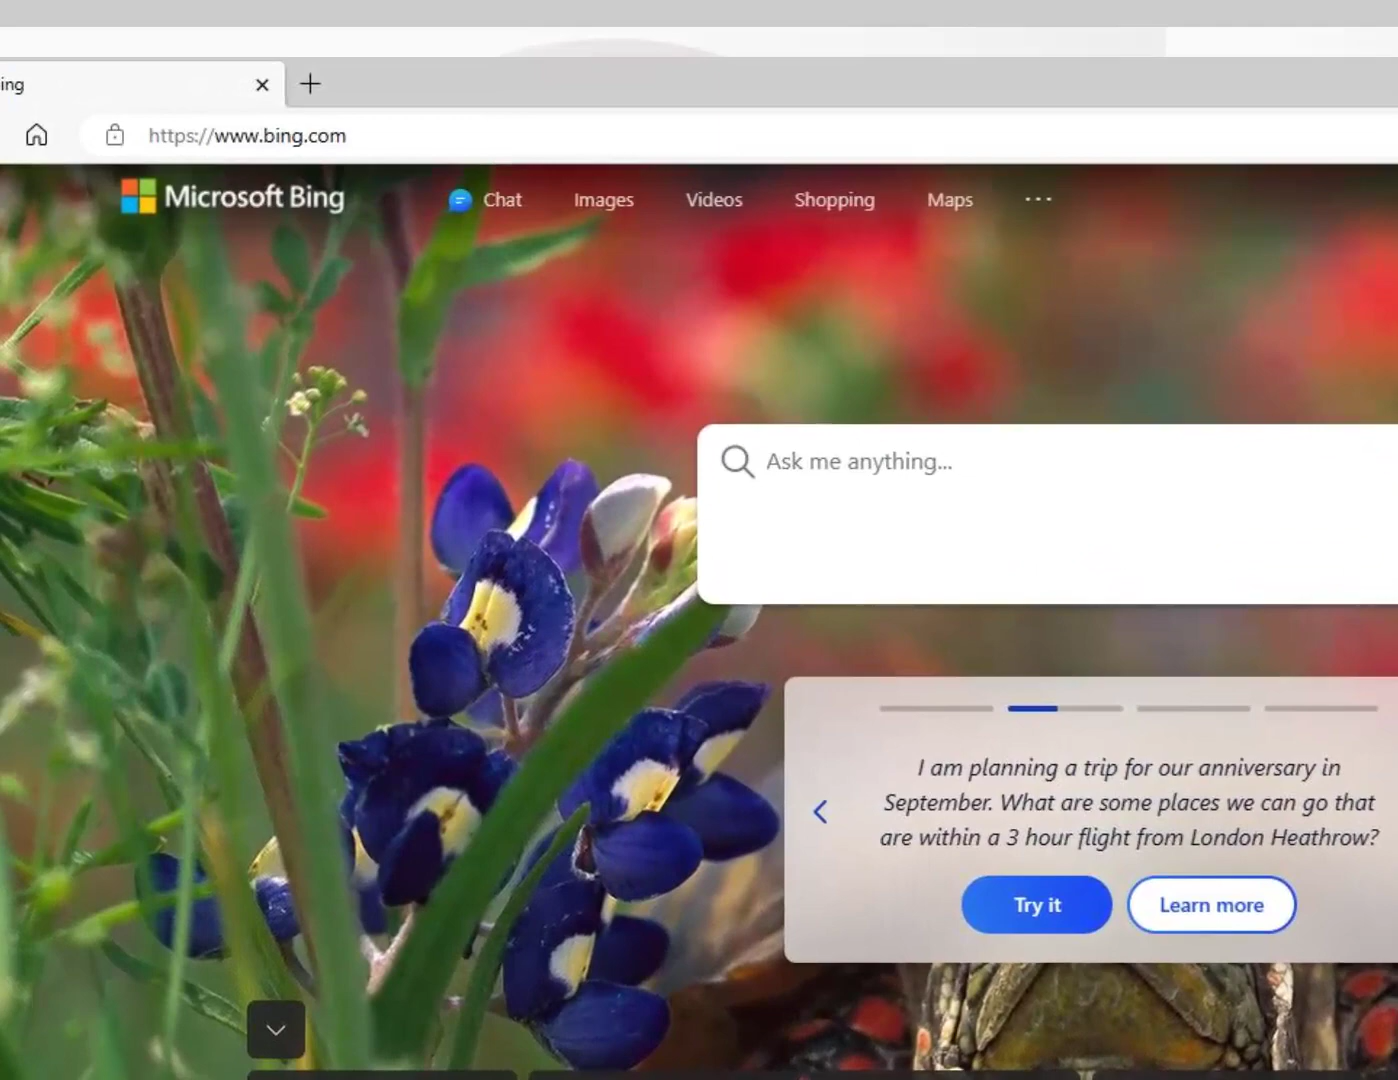 ing
https://www.bing.com
Microsoft Bing
Chat
Images
Videos
Shopping
Maps
Ask me anything...
I am planning a trip for our anniversary in
September. What are some places we can go that
are within a 3 hour flight from London Heathrow?
Try it
Learn more